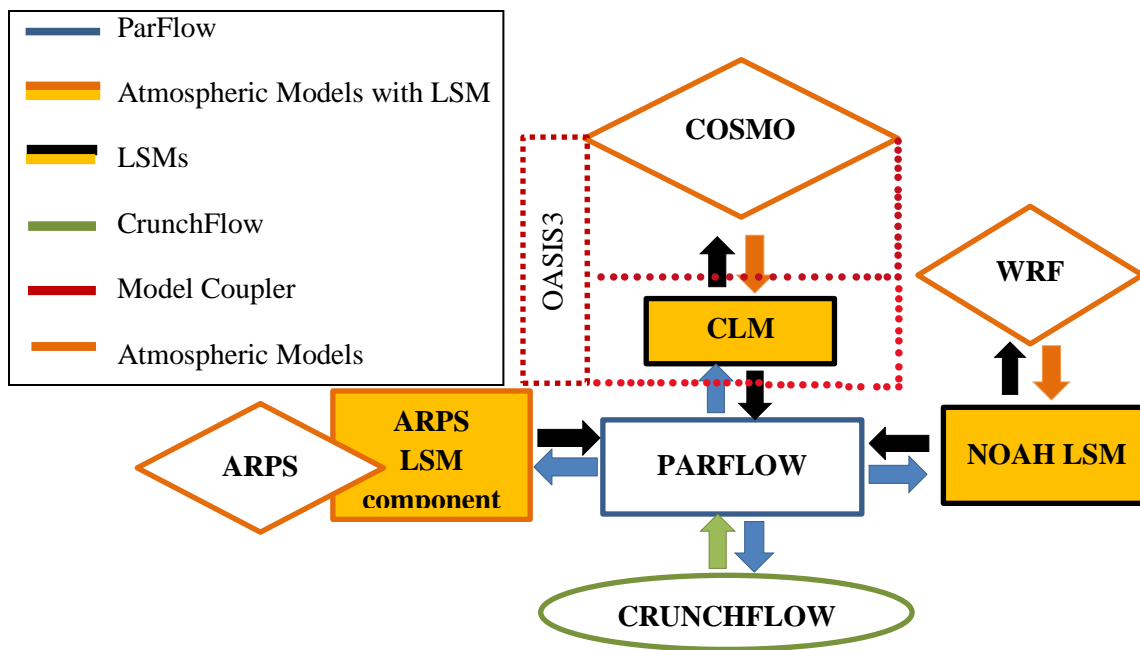 ParFlow
Atmospheric Models with LSM
LSMs
CrunchFlow
Model Coupler
Atmospheric Models
COSMO
OASIS3
WRF
CLM
ARPS
ARPS
LSM
component
PARFLOW
NOAH LSM
CRUNCHFLOW